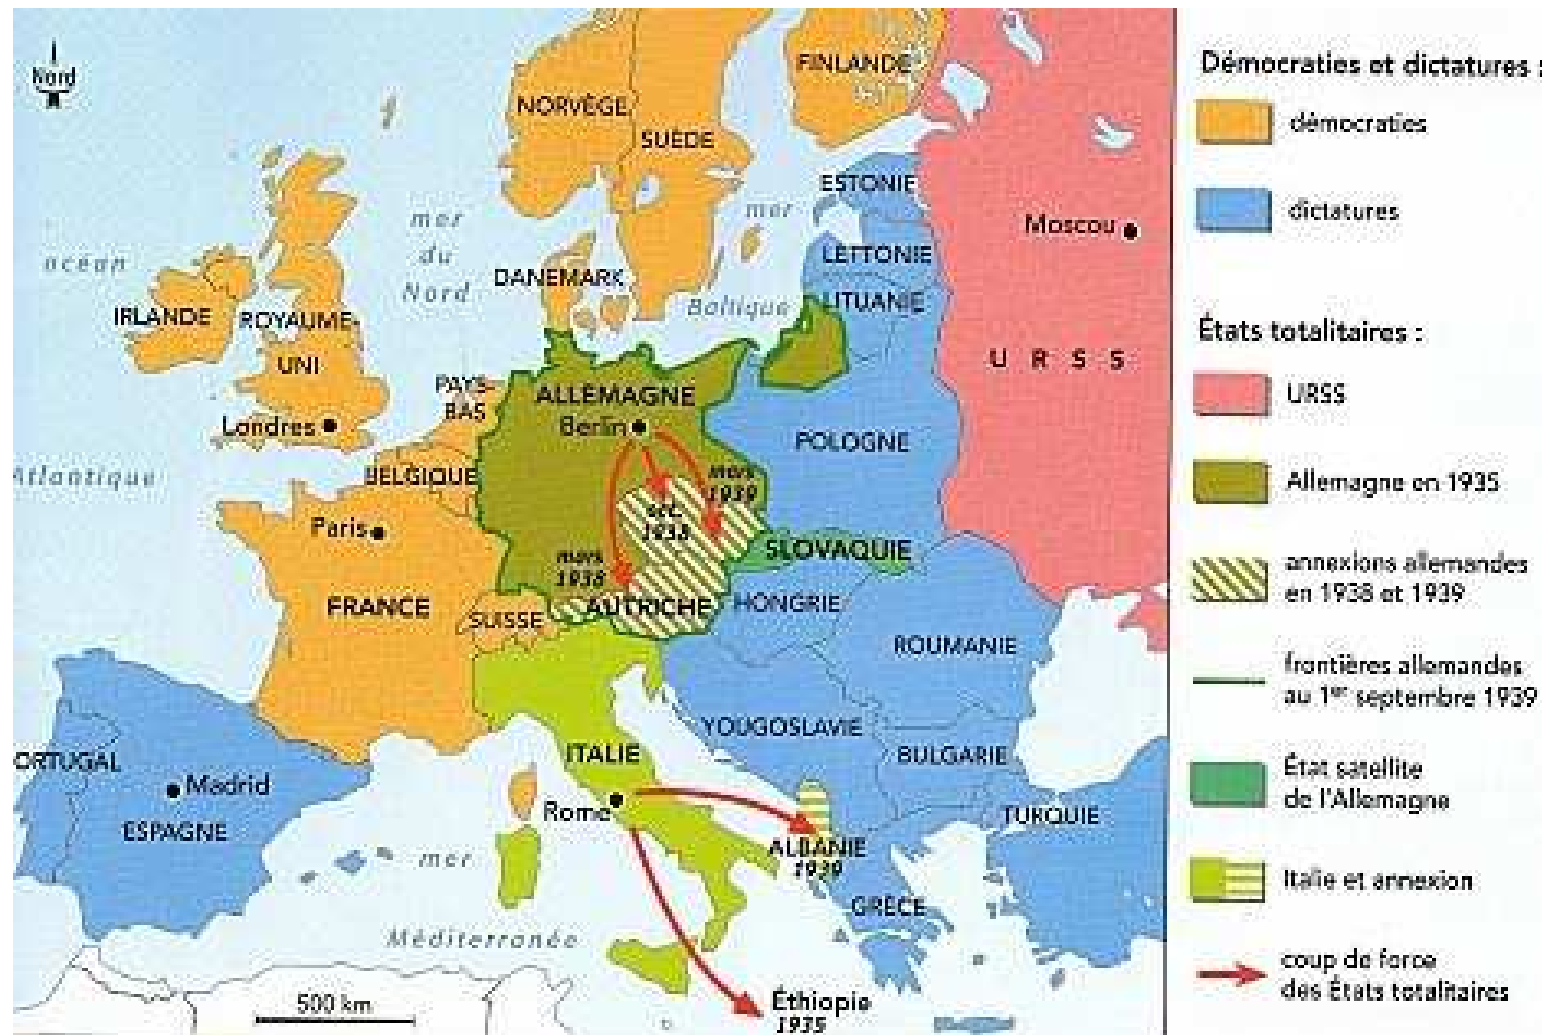 Nord
FINLANDE
NORVÈGE
SUÈDE
ESTONIE
mer
Moscou
mer
du
Nord
océan
LETTONIE
DANEMARK
Baltique
LITUANIE
IRLANDE
ROYAUME-
UNI
U R S S
PAYS-
BAS
ALLEMAGNE
Berlin
Londres
POLOGNE
Atlantique
BELGIQUE
mars
1939
oct.
1938
Paris
SLOVAQUIE
mars
1938
FRANCE
SUISSE
AUTRICHE
HONGRIE
ROUMANIE
YOUGOSLAVIE
BULGARIE
ITALIE
ORTUGAL
Madrid
Rome
ESPAGNE
TURQUIE
ALBANIE
1939
mer
GRÈCE
Méditerranée
500 km
Éthiopie
1935
Démocraties et dictatures :
démocraties
dictatures
États totalitaires :
URSS
Allemagne en 1935
annexions allemandes
en 1938 et 1939
frontières allemandes
au 1er septembre 1939
État satellite
de l'Allemagne
Italie et annexion
coup de force
des États totalitaires